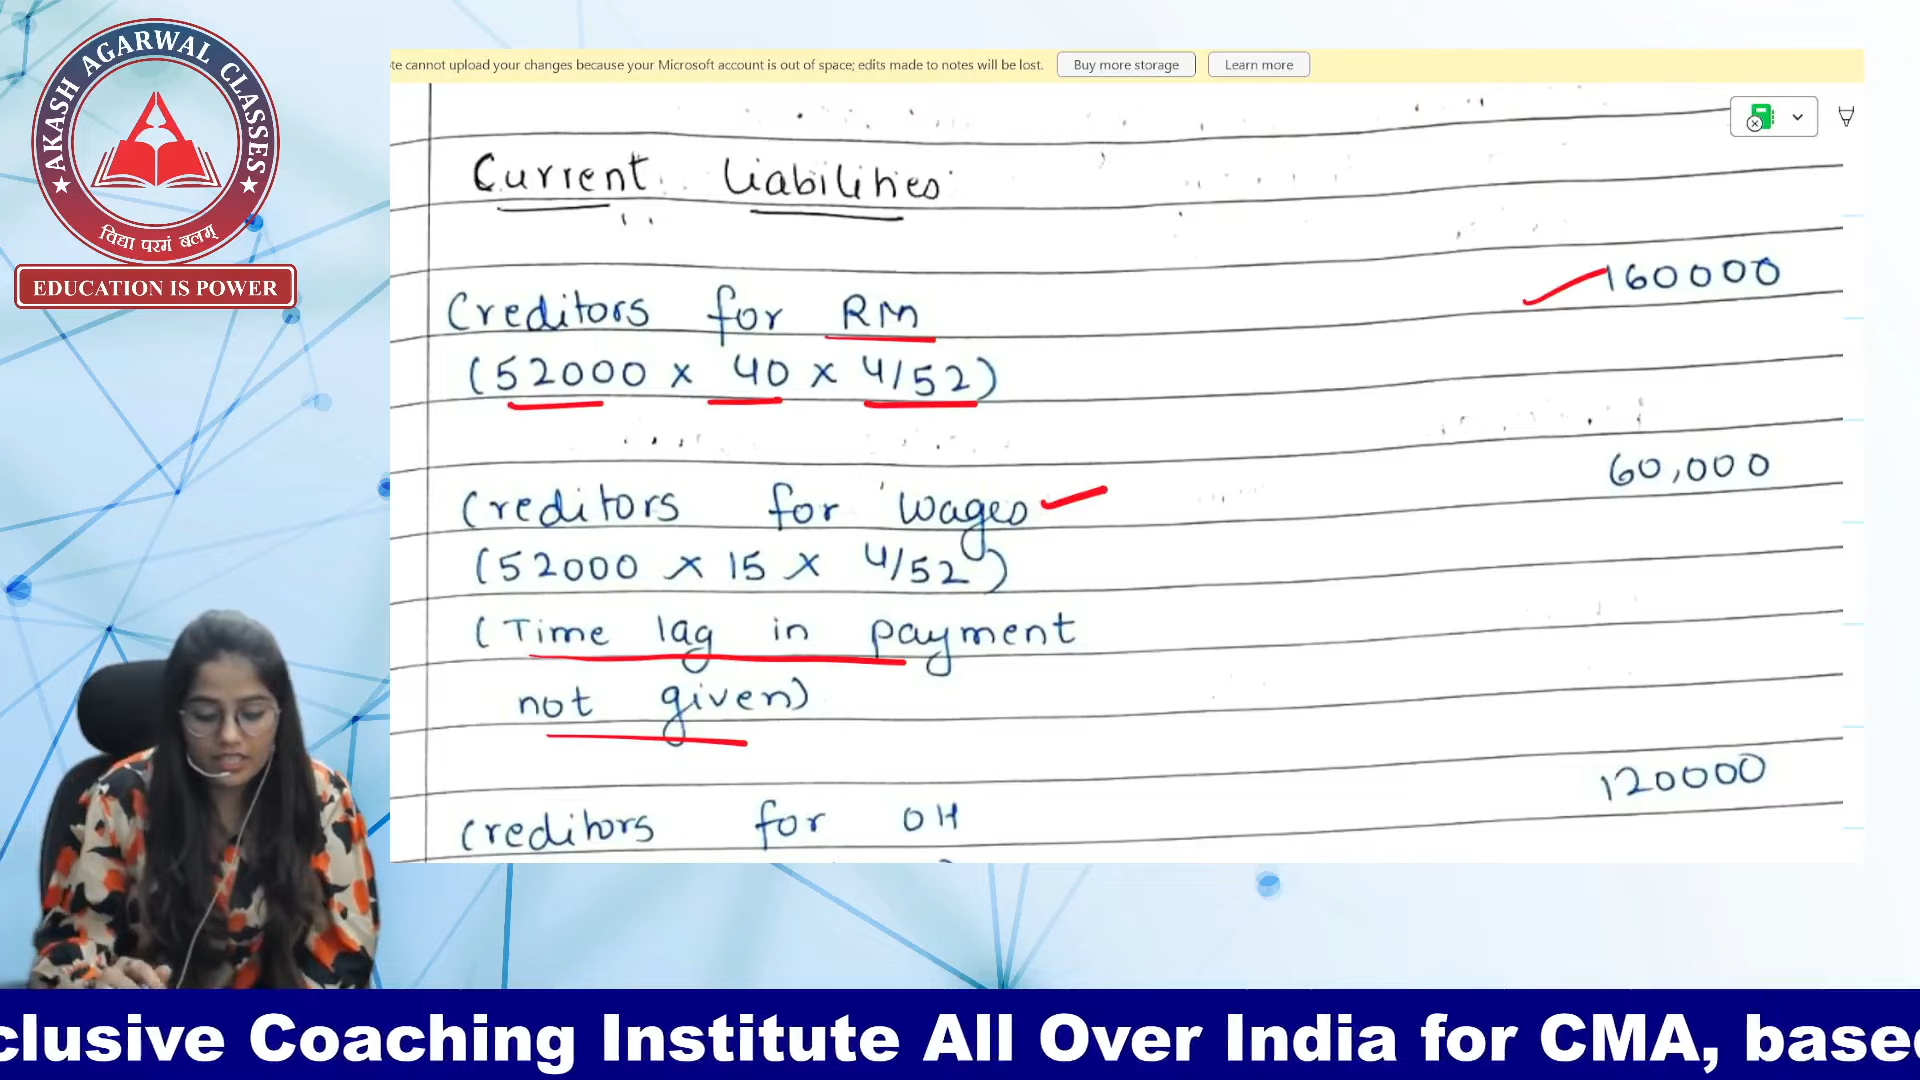 AKASH AGARWAL CLASSES
विद्या परमं बलम्
EDUCATION IS POWER
te cannot upload your changes because your Microsoft account is out of space; edits made to notes will be lost. Buy more storage Learn more
Current Liabilities
Creditors for RM 160000
(52000 x 40 x 4/52)
Creditors for wages 60,000
(52000 x 15 x 4/52)
(Time lag in payment
not given)
Creditors for OH 120000
clusive Coaching Institute All Over India for CMA, base